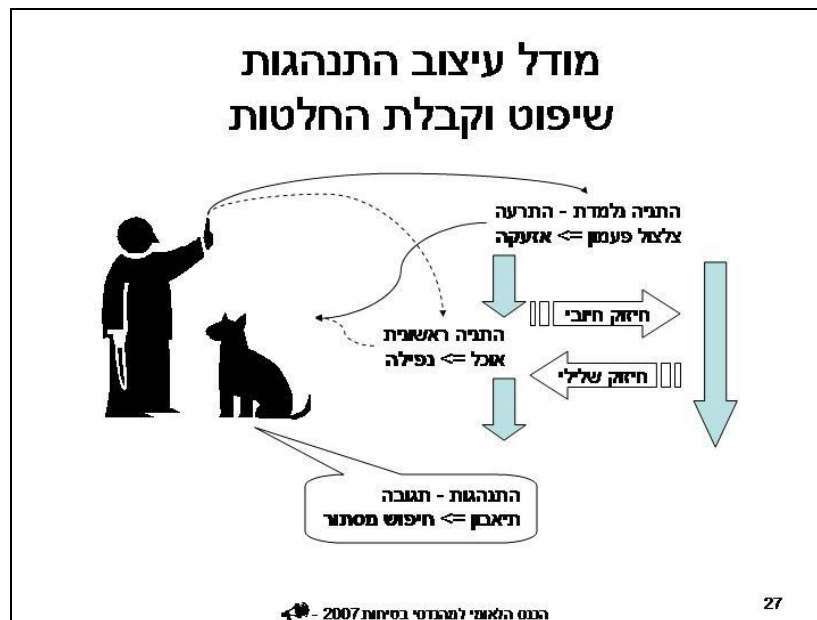 מודל עיצוב התנהגות
שיפוט וקבלת החלטות
התניה נלמדת - התרעה
צלצול פעמון <= אזעקה
חיזוק חיובי
התניה ראשונית
אוכל <= נפילה
חיזוק שלילי
התנהגות - תגובה
תיאבון <= חיפוש מסתור
הכנס הלאומי למהנדסי בטיחות 2007 -
27